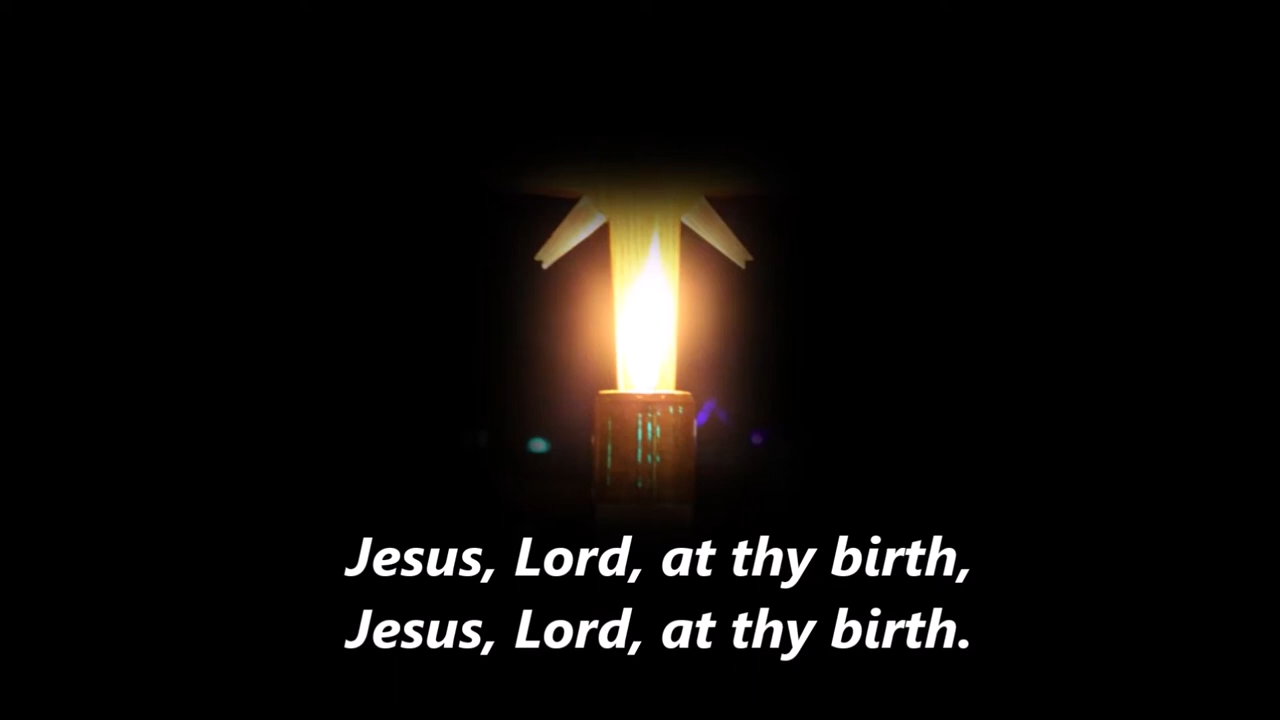 Jesus, Lord, at thy birth,
Jesus, Lord, at thy birth.